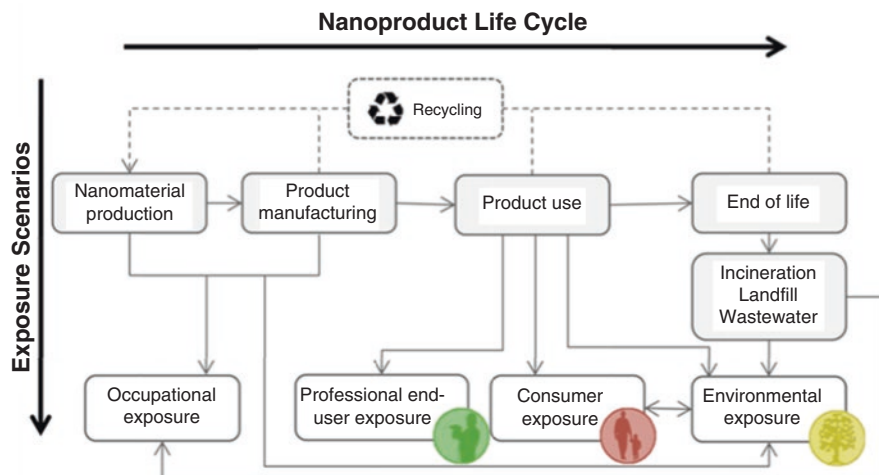 Nanoproduct Life Cycle
Exposure Scenarios
Recycling
Nanomaterial
production
Product
manufacturing
Product use
End of life
Incineration
Landfill
Wastewater
Occupational
exposure
Professional end-
user exposure
Consumer
exposure
Environmental
exposure